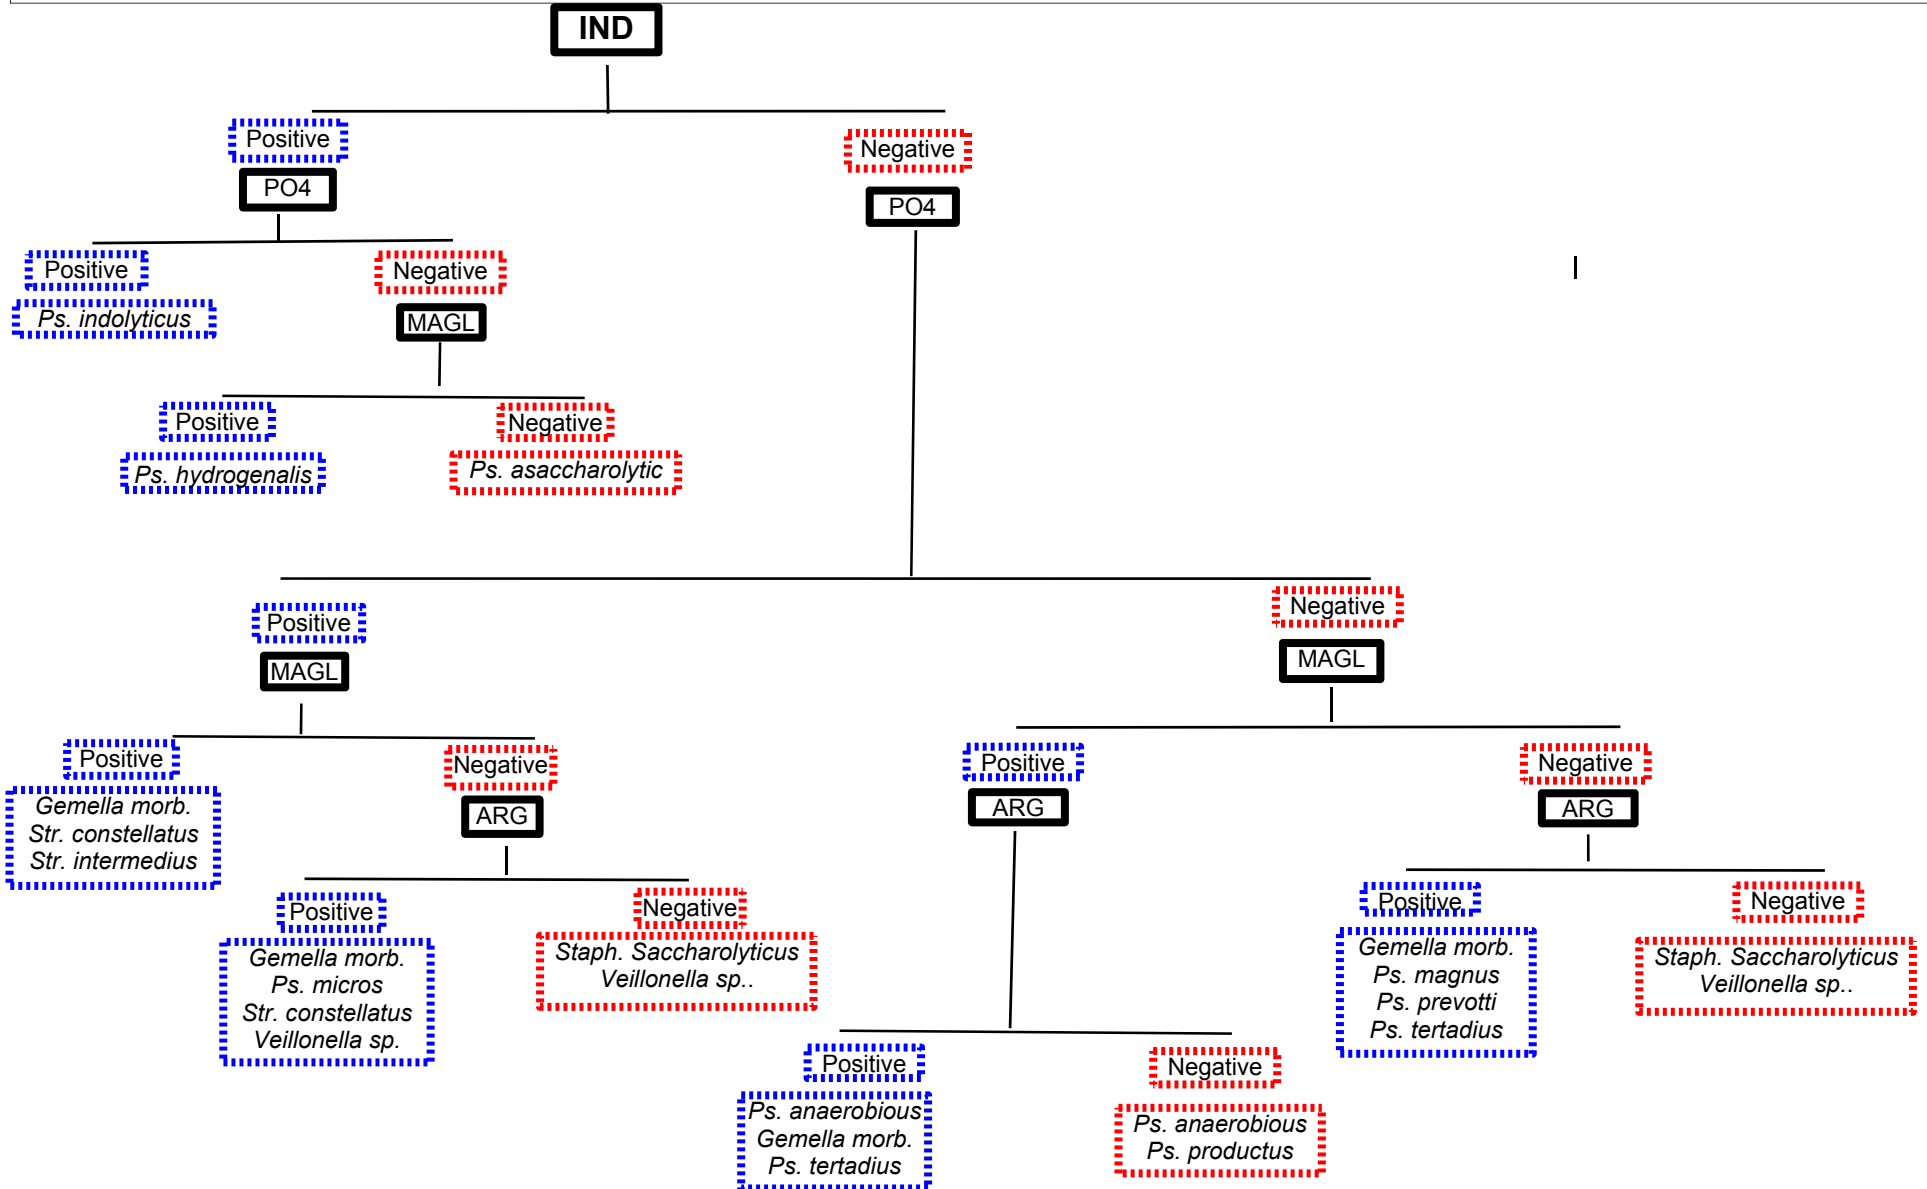 IND
Positive
Negative
PO4
PO4
Positive
Negative
Ps. indolyticus
MAGL
Positive
Negative
Ps. hydrogenalis
Ps. asaccharolytic
Positive
Negative
MAGL
MAGL
Positive
Negative
Positive
Negative
Gemella morb.
Str. constellatus
Str. intermedius
ARG
ARG
ARG
Positive
Negative
Positive
Negative
Gemella morb.
Ps. micros
Str. constellatus
Veillonella sp.
Staph. Saccharolyticus
Veillonella sp..
Gemella morb.
Ps. magnus
Ps. prevotti
Ps. tertadius
Staph. Saccharolyticus
Veillonella sp..
Positive
Negative
Ps. anaerobious
Gemella morb.
Ps. tertadius
Ps. anaerobious
Ps. productus